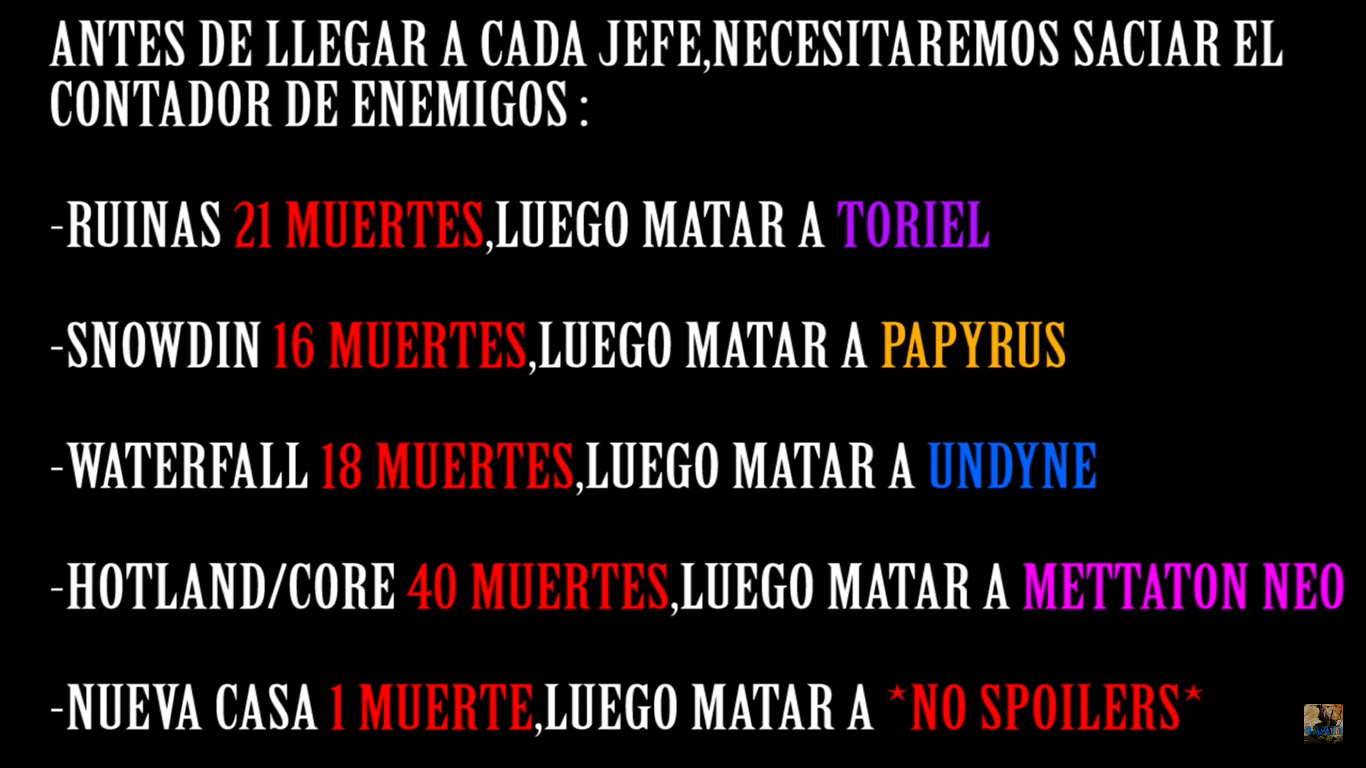 ANTES DE LLEGAR A CADA JEFE,NECESITAREMOS SACIAR EL
CONTADOR DE ENEMIGOS :
-RUINAS 21 MUERTES,LUEGO MATAR A TORIEL
-SNOWDIN 16 MUERTES,LUEGO MATAR A PAPYRUS
-WATERFALL 18 MUERTES,LUEGO MATAR A UNDYNE
-HOTLAND/CORE 40 MUERTES,LUEGO MATAR A METTATON NEO
-NUEVA CASA 1 MUERTE,LUEGO MATAR A *NO SPOILERS*